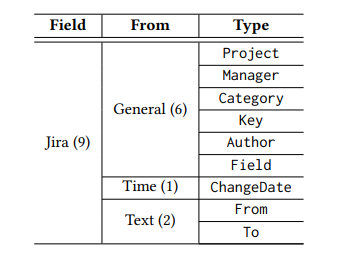 Field From Type
Project
Manager
Category
General (6)
Key
Jira (9) Author
Field
Time (1) ChangeDate
From
Text (2)
To